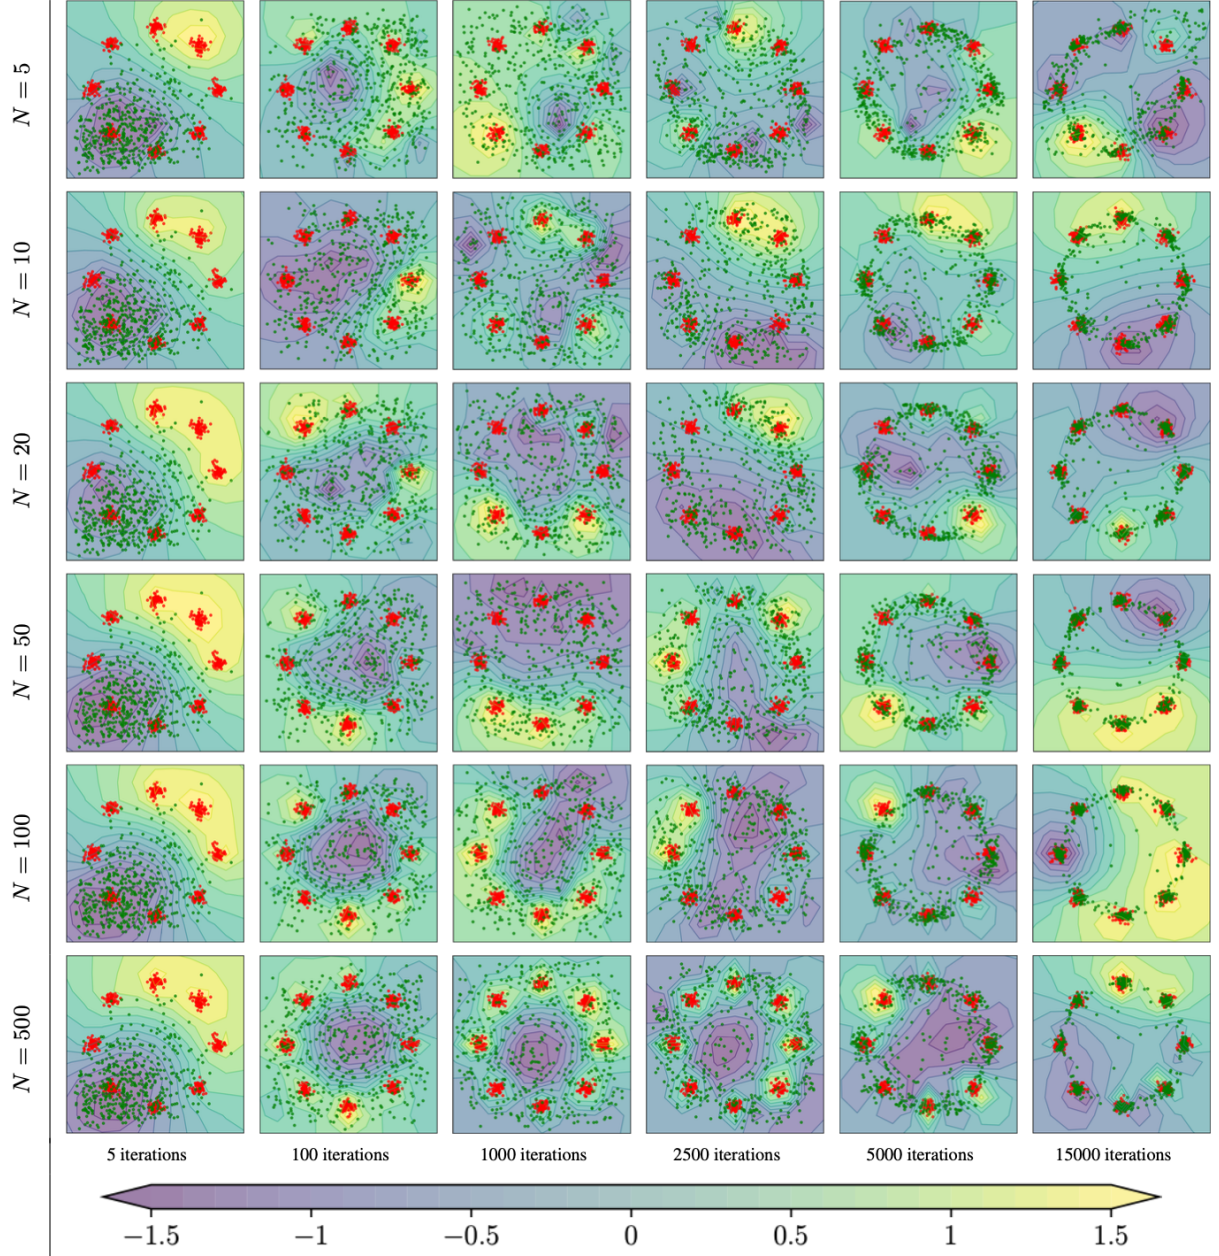 N = 5
N = 10
N = 20
N = 50
N = 100
N = 500
5 iterations 100 iterations 1000 iterations 2500 iterations 5000 iterations 15000 iterations
−1.5 −1 −0.5 0 0.5 1 1.5